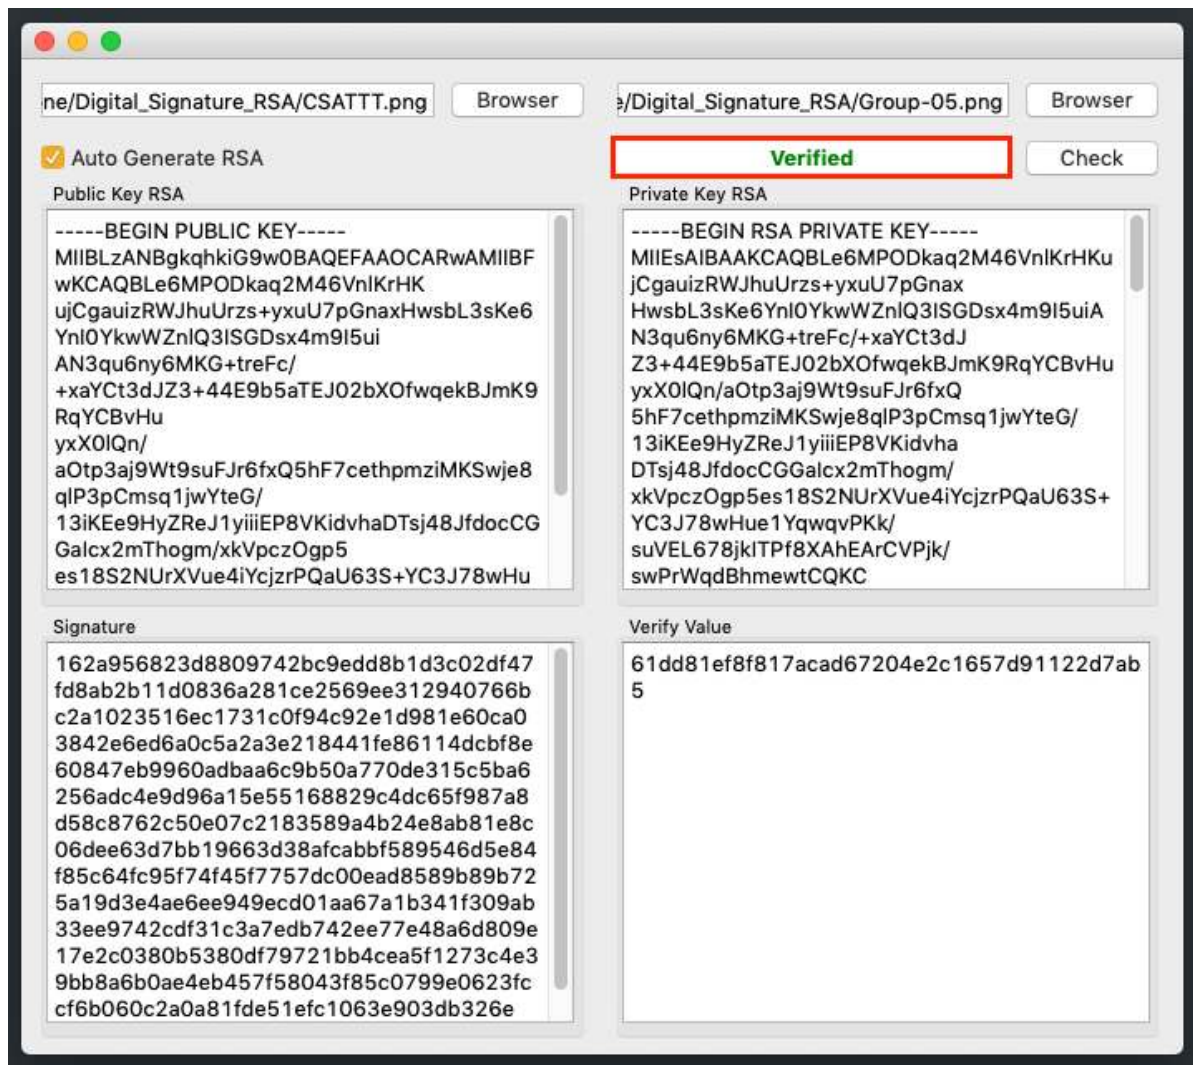 ne/Digital_Signature_RSA/CSATTT.png
Browser
e/Digital_Signature_RSA/Group-05.png
Browser
Auto Generate RSA
Verified
Check
Public Key RSA
-----BEGIN PUBLIC KEY-----
MIIBLzANBgkqhkiG9w0BAQEFAAOCARwAMIIBF
wKCAQBLe6MPODkaq2M46VnlKrHK
ujCgauizRWJhuUrzs+yxuU7pGnaxHwsbL3sKe6
Ynl0YkwWZnlQ3ISGDsx4m9I5ui
AN3qu6ny6MKG+treFc/
+xaYCt3dJZ3+44E9b5aTEJ02bXOfwqekBJmK9
RqYCBvHu
yxX0lQn/
aOtp3aj9Wt9suFJr6fxQ5hF7cethpmziMKSwje8
qlP3pCmsq1jwYteG/
13iKEe9HyZReJ1yiiiEP8VKidvhaDTsj48JfdocCG
GaIcx2mThogm/xkVpczOgp5
es18S2NUrXVue4iYcjzrPQaU63S+YC3J78wHu
Private Key RSA
-----BEGIN RSA PRIVATE KEY-----
MIIEsAIBAAKCAQBLe6MPODkaq2M46VnlKrHKu
jCgauizRWJhuUrzs+yxuU7pGnax
HwsbL3sKe6Ynl0YkwWZnlQ3ISGDsx4m9I5uiA
N3qu6ny6MKG+treFc/+xaYCt3dJ
Z3+44E9b5aTEJ02bXOfwqekBJmK9RqYCBvHu
yxX0lQn/aOtp3aj9Wt9suFJr6fxQ
5hF7cethpmziMKSwje8qlP3pCmsq1jwYteG/
13iKEe9HyZReJ1yiiiEP8VKidvha
DTsj48JfdocCGGaIcx2mThogm/
xkVpczOgp5es18S2NUrXVue4iYcjzrPQaU63S+
YC3J78wHue1YqwqvPKk/
suVEL678jkITPf8XAhEArCVPjk/
swPrWqdBhmewtCQKC
Signature
162a956823d8809742bc9edd8b1d3c02df47
fd8ab2b11d0836a281ce2569ee312940766b
c2a1023516ec1731c0f94c92e1d981e60ca0
3842e6ed6a0c5a2a3e218441fe86114dcbf8e
60847eb9960adbaa6c9b50a770de315c5ba6
256adc4e9d96a15e55168829c4dc65f987a8
d58c8762c50e07c2183589a4b24e8ab81e8c
06dee63d7bb19663d38afcabbf589546d5e84
f85c64fc95f74f45f7757dc00ead8589b89b72
5a19d3e4ae6ee949ecd01aa67a1b341f309ab
33ee9742cdf31c3a7edb742ee77e48a6d809e
17e2c0380b5380df79721bb4cea5f1273c4e3
9bb8a6b0ae4eb457f58043f85c0799e0623fc
cf6b060c2a0a81fde51efc1063e903db326e
Verify Value
61dd81ef8f817acad67204e2c1657d91122d7ab
5